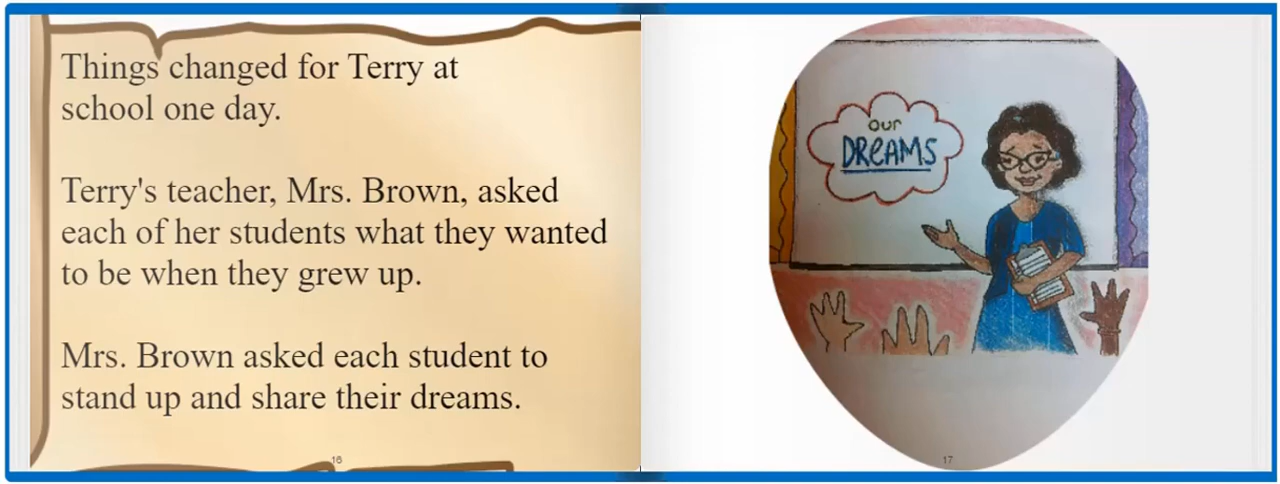 Things changed for Terry at
school one day.
Terry's teacher, Mrs. Brown, asked
each of her students what they wanted
to be when they grew up.
Mrs. Brown asked each student to
stand up and share their dreams.
16
our
DREAMS
17